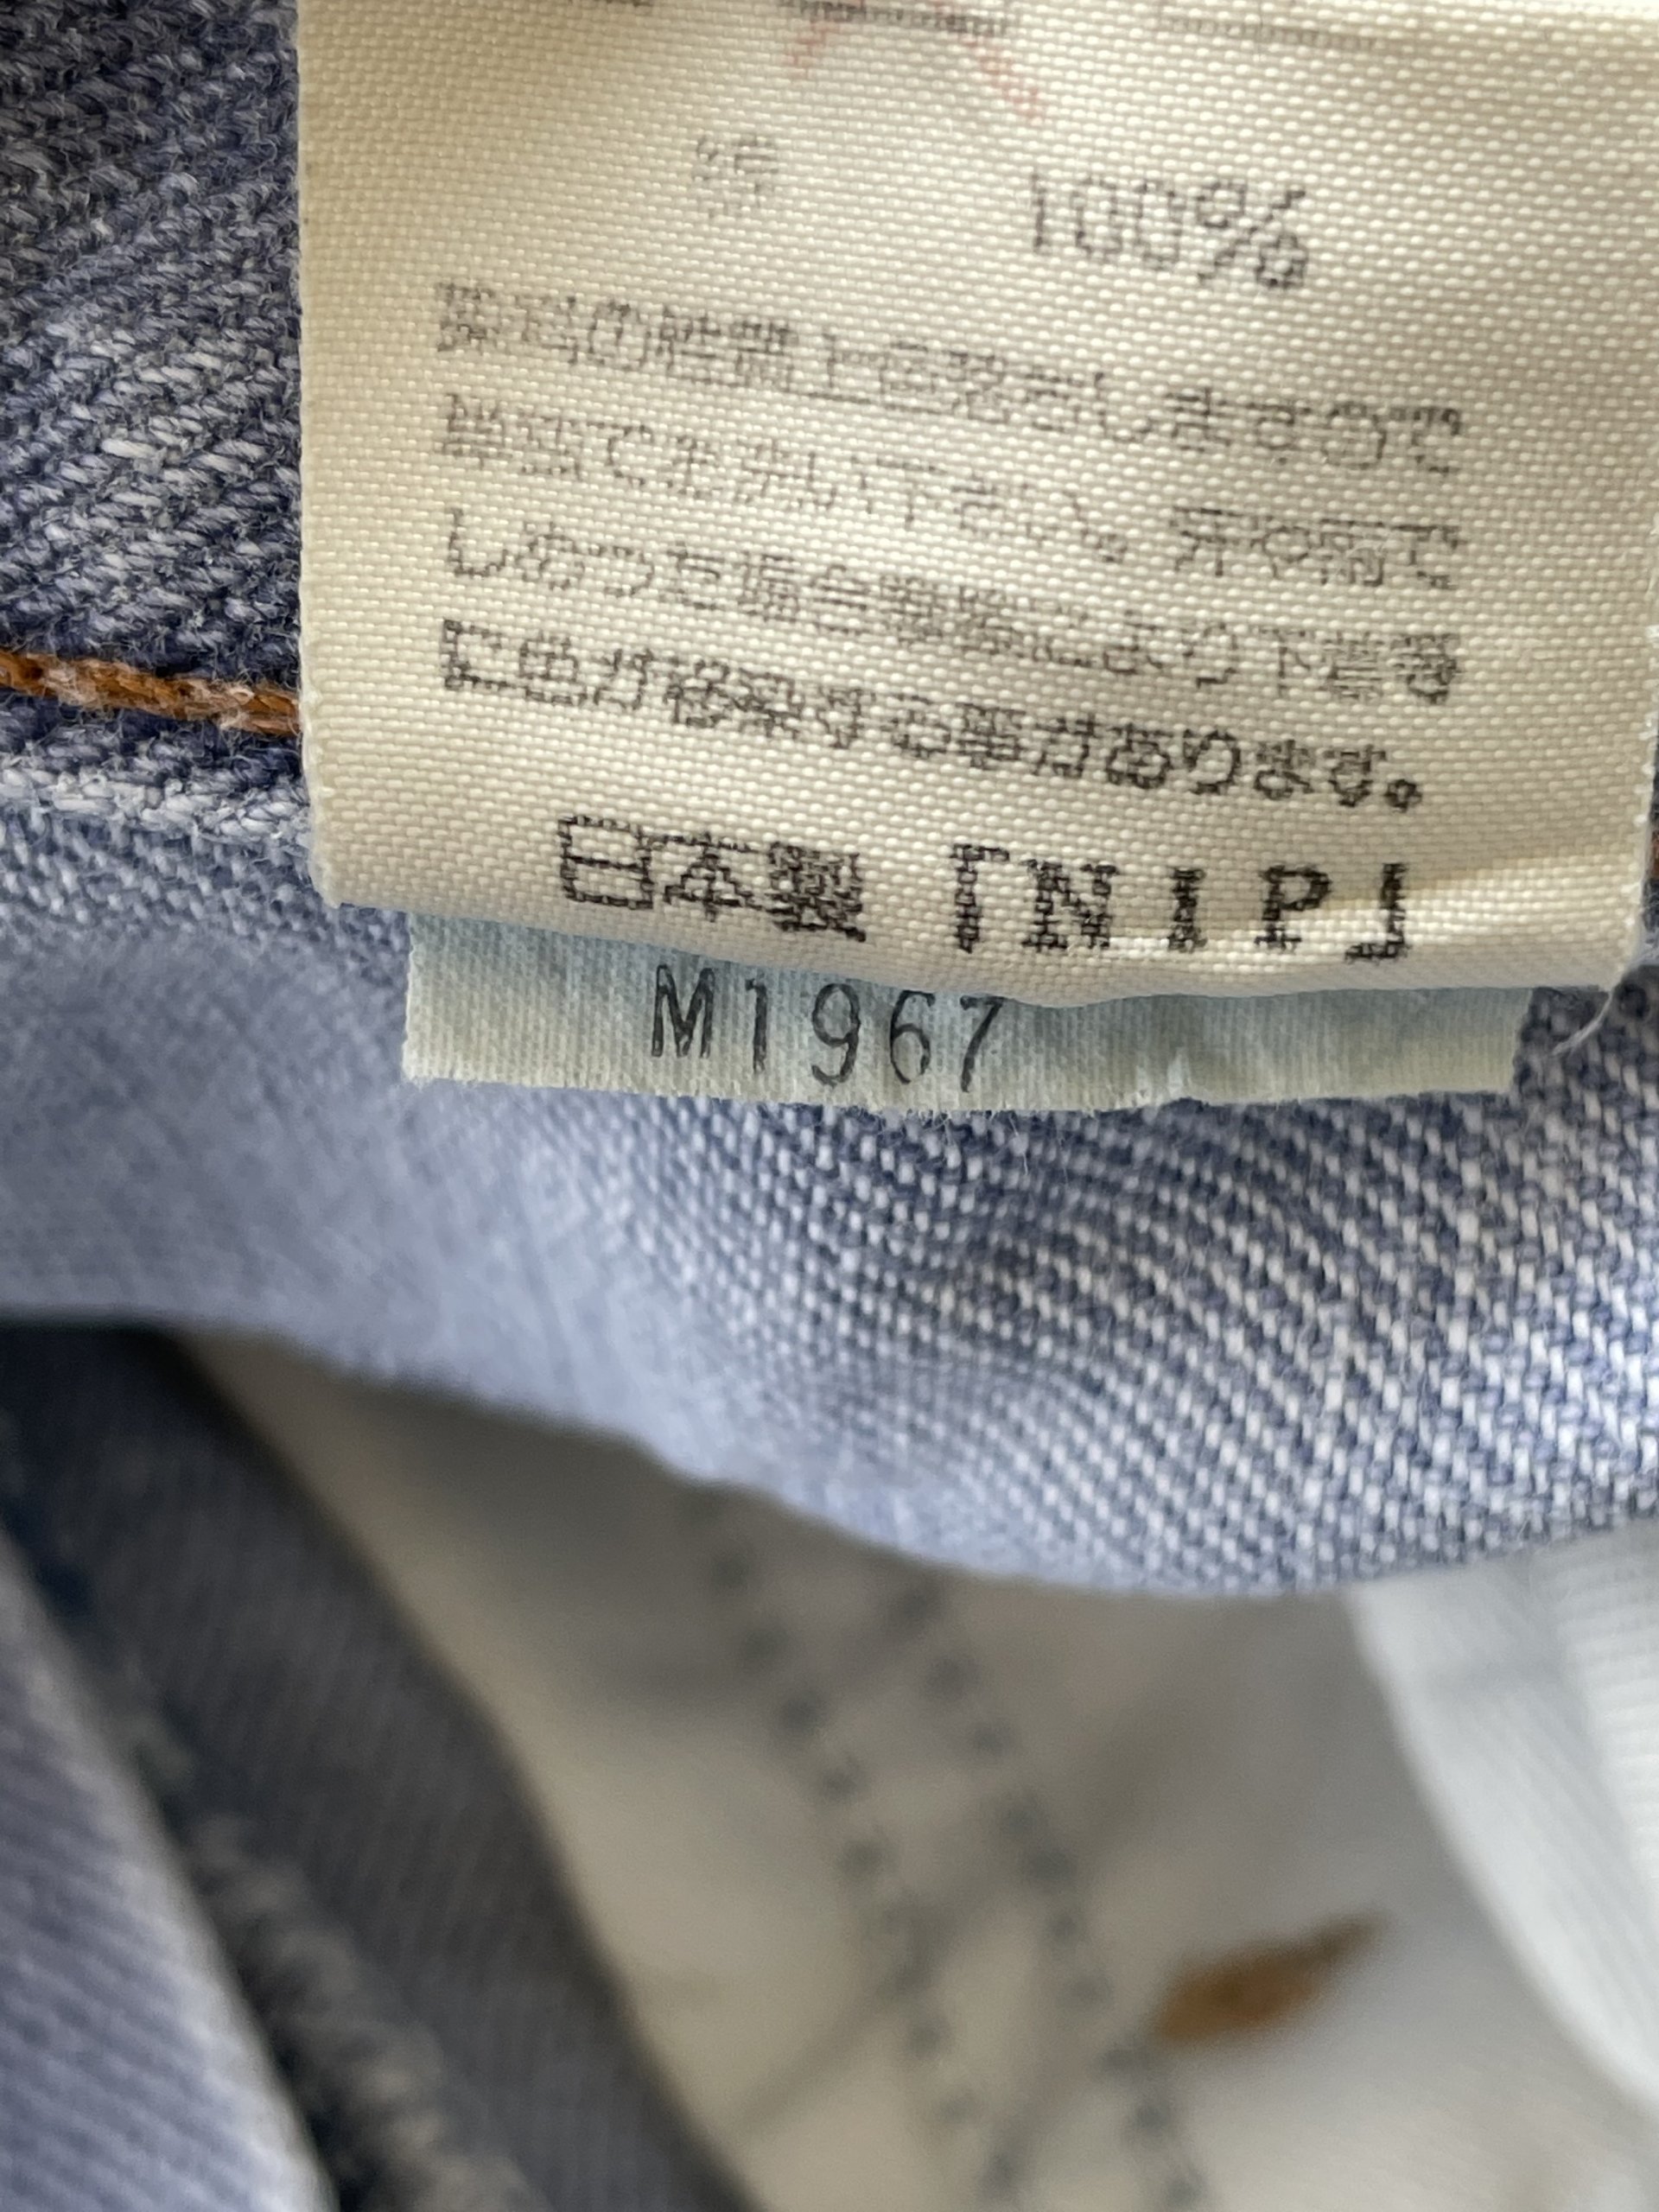 綿 100%
製品の性質上色落ちしますので
単独で洗い下さい。汗や雨で
しめった場合摩擦により下着等
に色が移染する事があります。
日本製 「NIP」
M1967